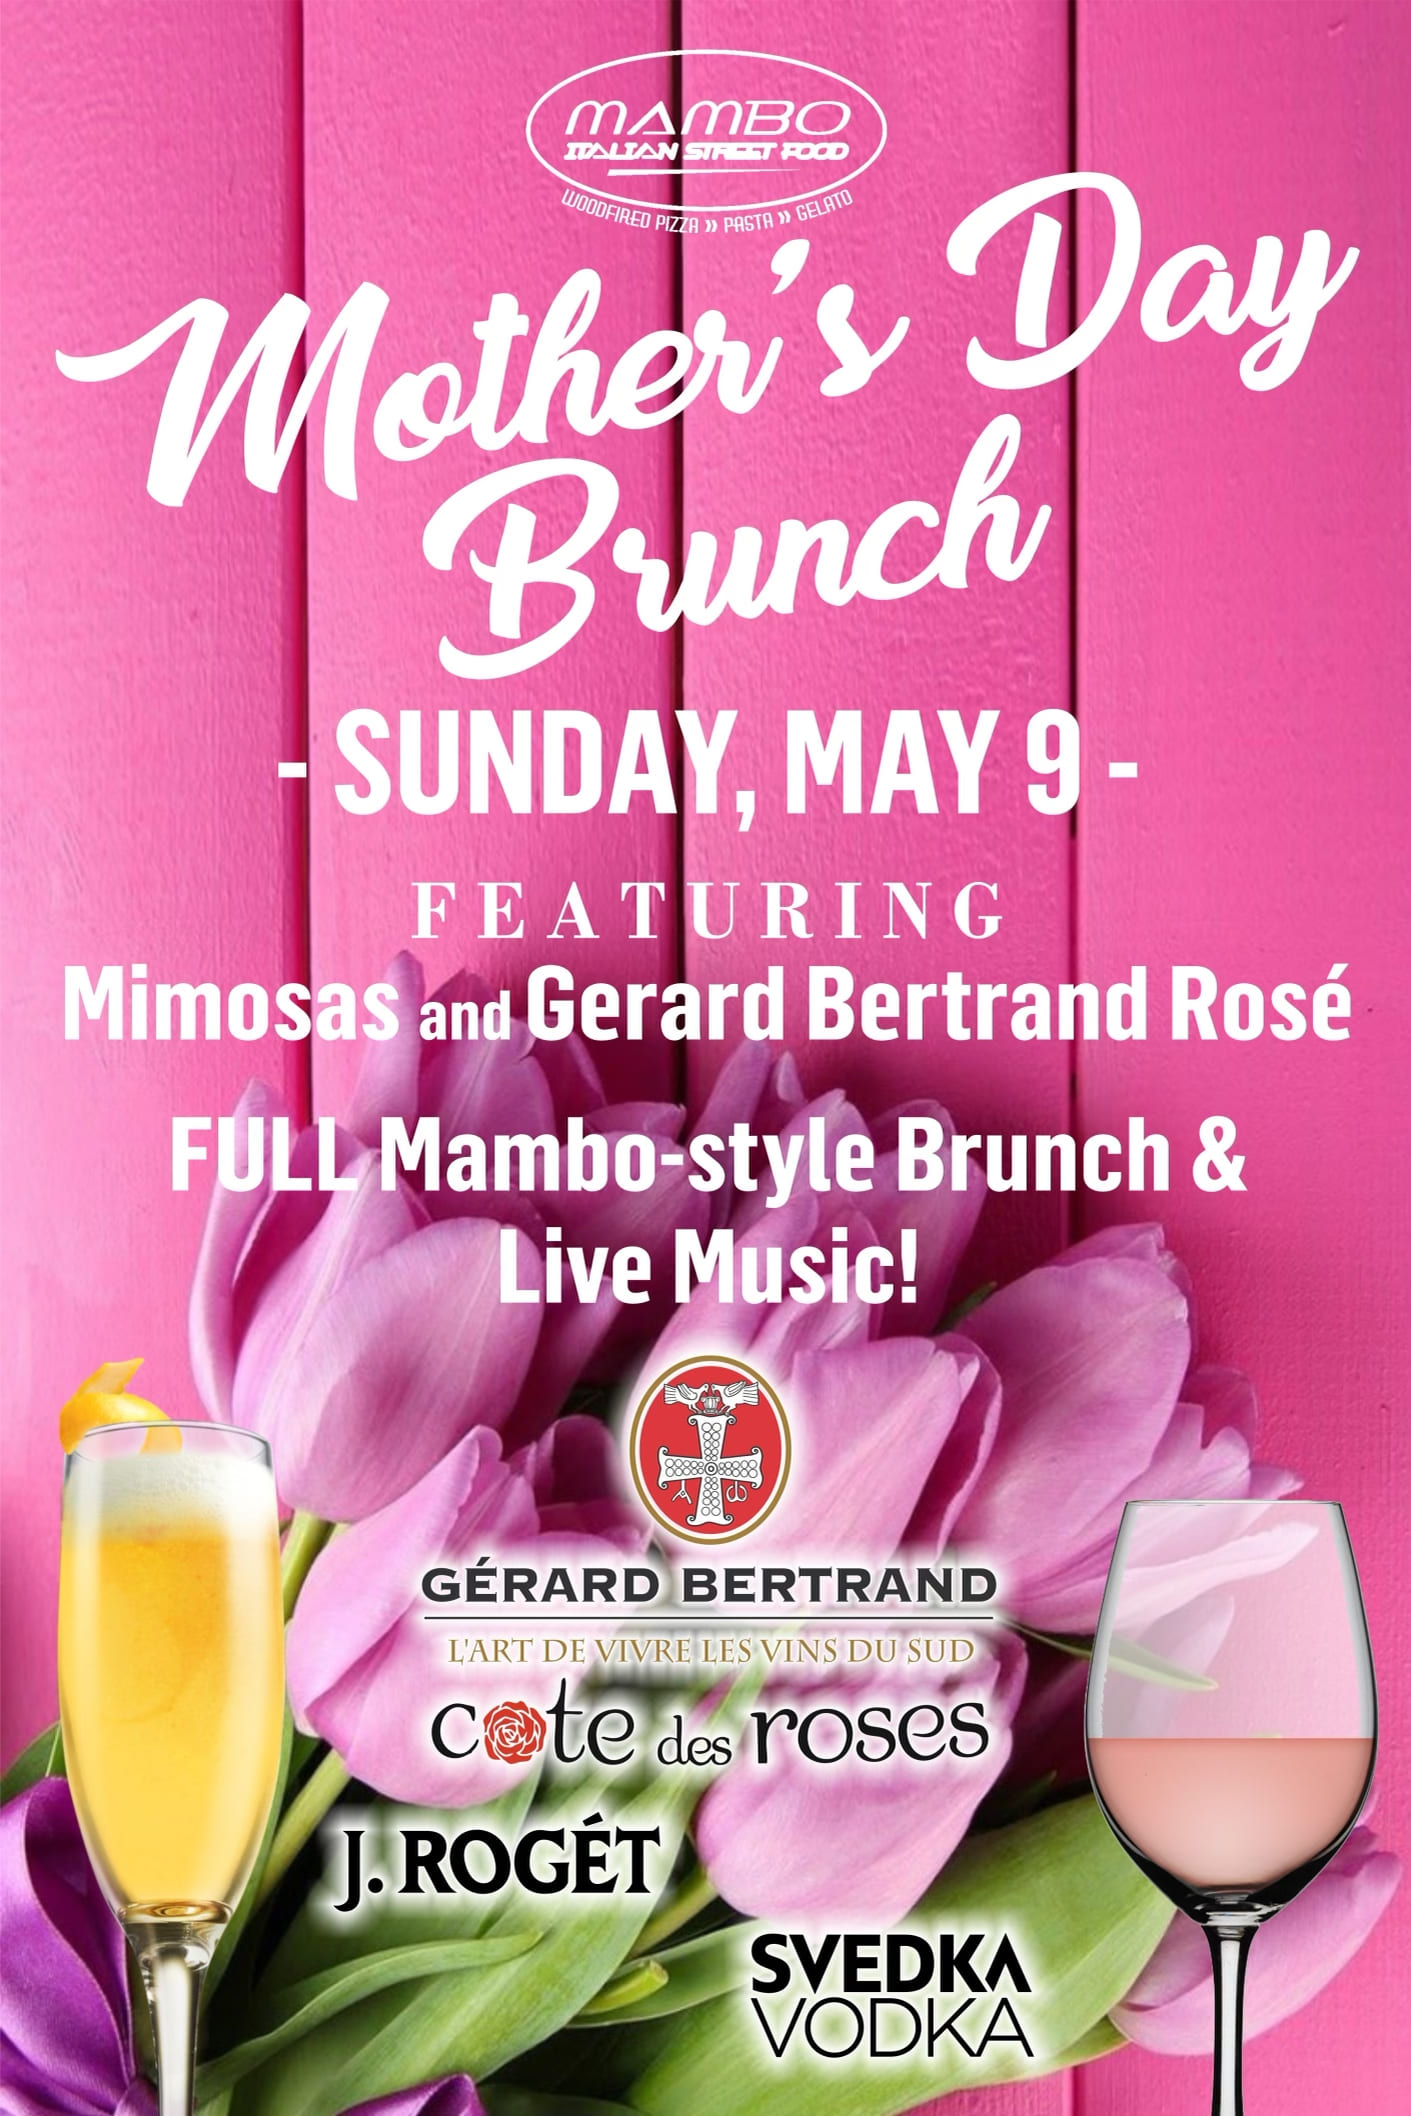 MAMBO
ITALIAN STREET FOOD
WOODFIRED PIZZA » PASTA » GELATO
Mother's Day
Brunch
- SUNDAY, MAY 9 -
FEATURING
Mimosas and Gerard Bertrand Rosé
FULL Mambo-style Brunch &
Live Music!
GÉRARD BERTRAND
L'ART DE VIVRE LES VINS DU SUD
cote des roses
J. ROGÉT
SVEDKA
VODKA